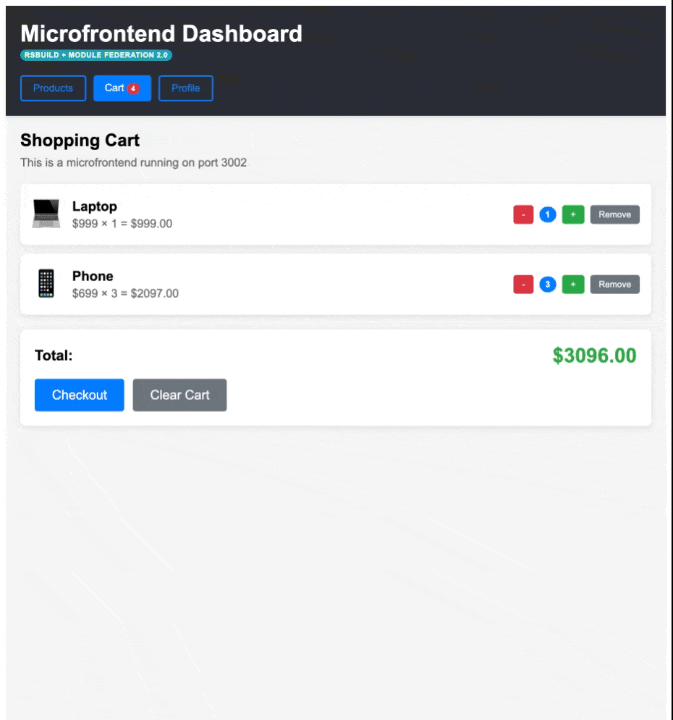 Microfrontend Dashboard
RSBUILD + MODULE FEDERATION 2.0
Products Cart 4 Profile
Shopping Cart
This is a microfrontend running on port 3002
Laptop
$999 × 1 = $999.00
- 1 + Remove
Phone
$699 × 3 = $2097.00
- 3 + Remove
Total: $3096.00
Checkout Clear Cart